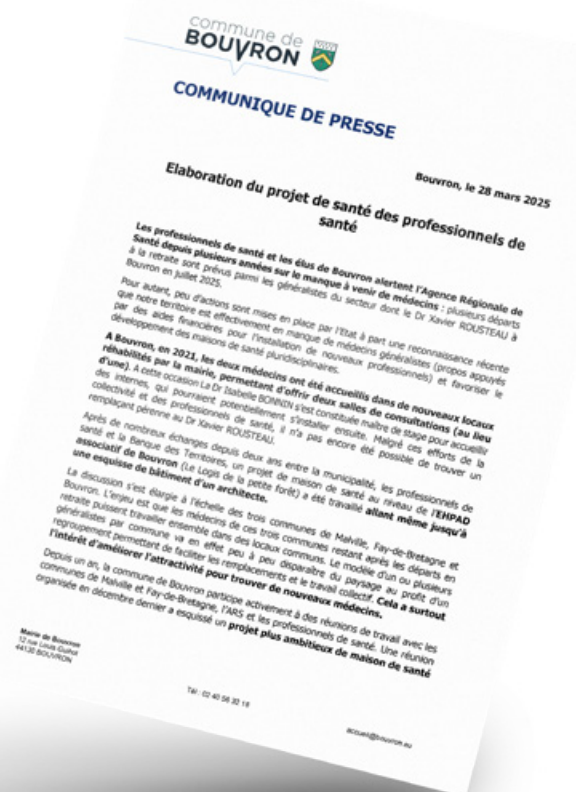 commune de
BOUVRON
COMMUNIQUE DE PRESSE
Bouvron, le 28 mars 2025
Elaboration du projet de santé des professionnels de
santé
Les professionnels de santé et les élus de Bouvron alertent l'Agence Régionale de
Santé depuis plusieurs années sur le manque à venir de médecins : plusieurs départs
à la retraite sont prévus parmi les généralistes du secteur dont le Dr Xavier ROUSTEAU à
Bouvron en juillet 2025.
Pour autant, peu d'actions sont mises en place par l'Etat à part une reconnaissance récente
que notre territoire est effectivement en manque de médecins généralistes (propos appuyés
par des aides financières pour l'installation de nouveaux professionnels) et favoriser le
développement des maisons de santé pluridisciplinaires.
A Bouvron, en 2021, les deux médecins ont été accueillis dans de nouveaux locaux
réhabilités par la mairie, permettant d'offrir deux salles de consultations (au lieu
d'une). A cette occasion La Dr Isabelle BONNIN s'est constituée maître de stage pour accueillir
des internes, qui pourraient potentiellement s'installer ensuite. Malgré ces efforts de la
collectivité et des professionnels de santé, il n'a pas encore été possible de trouver un
remplaçant pérenne au Dr Xavier ROUSTEAU.
Après de nombreux échanges depuis deux ans entre la municipalité, les professionnels de
santé et la Banque des Territoires, un projet de maison de santé au niveau de l'EHPAD
associatif de Bouvron (Le Logis de la petite forêt) a été travaillé allant même jusqu'à
une esquisse de bâtiment d'un architecte.
La discussion s'est élargie à l'échelle des trois communes de Malville, Fay-de-Bretagne et
Bouvron. L'enjeu est que les médecins de ces trois communes restant après les départs en
retraite puissent travailler ensemble dans des locaux communs. Le modèle d'un ou plusieurs
généralistes par commune va en effet peu à peu disparaître du paysage au profit d'un
regroupement permettant de faciliter les remplacements et le travail collectif. Cela a surtout
l'intérêt d'améliorer l'attractivité pour trouver de nouveaux médecins.
Depuis un an, la commune de Bouvron participe activement à des réunions de travail avec les
communes de Malville et Fay-de-Bretagne, l'ARS et les professionnels de santé. Une réunion
organisée en décembre dernier a esquissé un projet plus ambitieux de maison de santé
Mairie de Bouvron
12 rue Louis Guihot
44130 BOUVRON
Tél : 02 40 56 32 18
accueil@bouvron.eu